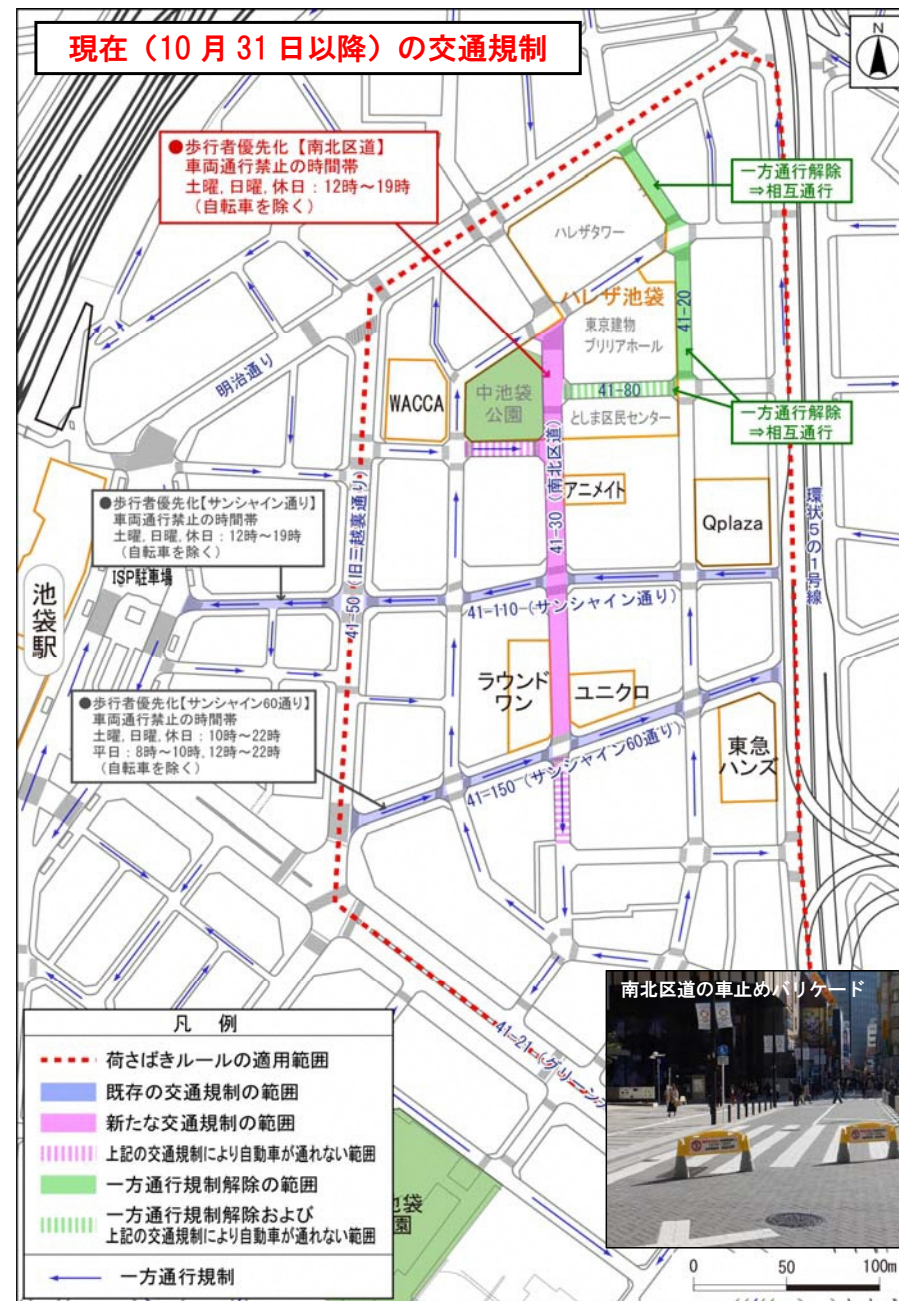 現在（10月31日以降）の交通規制
N
●歩行者優先化【南北区道】
車両通行禁止の時間帯
土曜,日曜,休日：12時～19時
（自転車を除く）
一方通行解除
⇒相互通行
ハレザタワー
ハレザ池袋
東京建物
ブリリアホール
41-20
明治通り
WACCA
中池袋
公園
41-80
としま区民センター
一方通行解除
⇒相互通行
41-30（南北区道）
アニメイト
Qplaza
環状5の1号線
●歩行者優先化【サンシャイン通り】
車両通行禁止の時間帯
土曜,日曜,休日：12時～19時
（自転車を除く）
ISP駐車場
池袋駅
41-50（旧三越裏通り）
41-110（サンシャイン通り）
ラウンド
ワン
ユニクロ
●歩行者優先化【サンシャイン60通り】
車両通行禁止の時間帯
土曜,日曜,休日：10時～22時
平日：8時～10時,12時～22時
（自転車を除く）
41-150（サンシャイン60通り）
東急
ハンズ
41-21（グリーン
池袋
園
南北区道の車止めバリケード
凡 例
荷さばきルールの適用範囲
既存の交通規制の範囲
新たな交通規制の範囲
上記の交通規制により自動車が通れない範囲
一方通行規制解除の範囲
一方通行規制解除および
上記の交通規制により自動車が通れない範囲
一方通行規制
0 50 100m